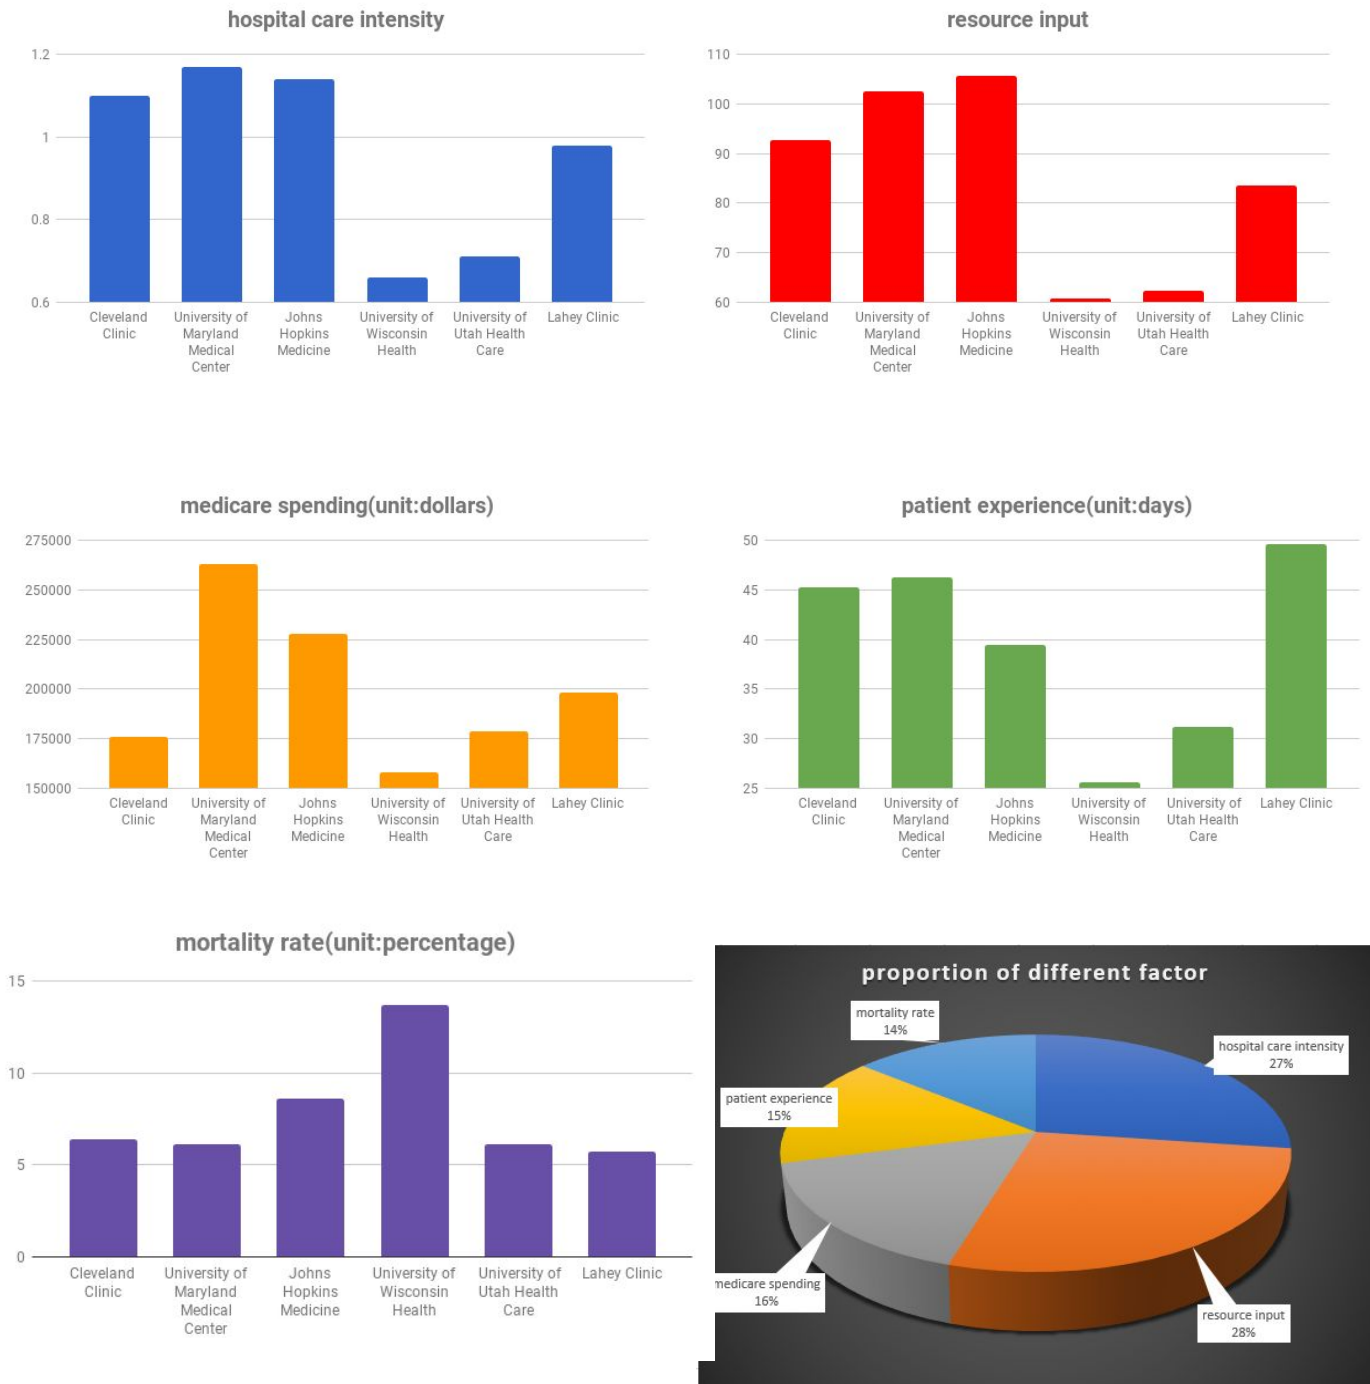 hospital care intensity
1.2
1
0.8
0.6
Cleveland
Clinic
University of
Maryland
Medical
Center
Johns
Hopkins
Medicine
University of
Wisconsin
Health
University of
Utah Health
Care
Lahey Clinic
resource input
110
100
90
80
70
60
Cleveland
Clinic
University of
Maryland
Medical
Center
Johns
Hopkins
Medicine
University of
Wisconsin
Health
University of
Utah Health
Care
Lahey Clinic
medicare spending(unit:dollars)
275000
250000
225000
200000
175000
150000
Cleveland
Clinic
University of
Maryland
Medical
Center
Johns
Hopkins
Medicine
University of
Wisconsin
Health
University of
Utah Health
Care
Lahey Clinic
patient experience(unit:days)
50
45
40
35
30
25
Cleveland
Clinic
University of
Maryland
Medical
Center
Johns
Hopkins
Medicine
University of
Wisconsin
Health
University of
Utah Health
Care
Lahey Clinic
mortality rate(unit:percentage)
15
10
5
0
Cleveland
Clinic
University of
Maryland
Medical
Center
Johns
Hopkins
Medicine
University of
Wisconsin
Health
University of
Utah Health
Care
Lahey Clinic
proportion of different factor
mortality rate
14%
hospital care intensity
27%
patient experience
15%
medicare spending
16%
resource input
28%